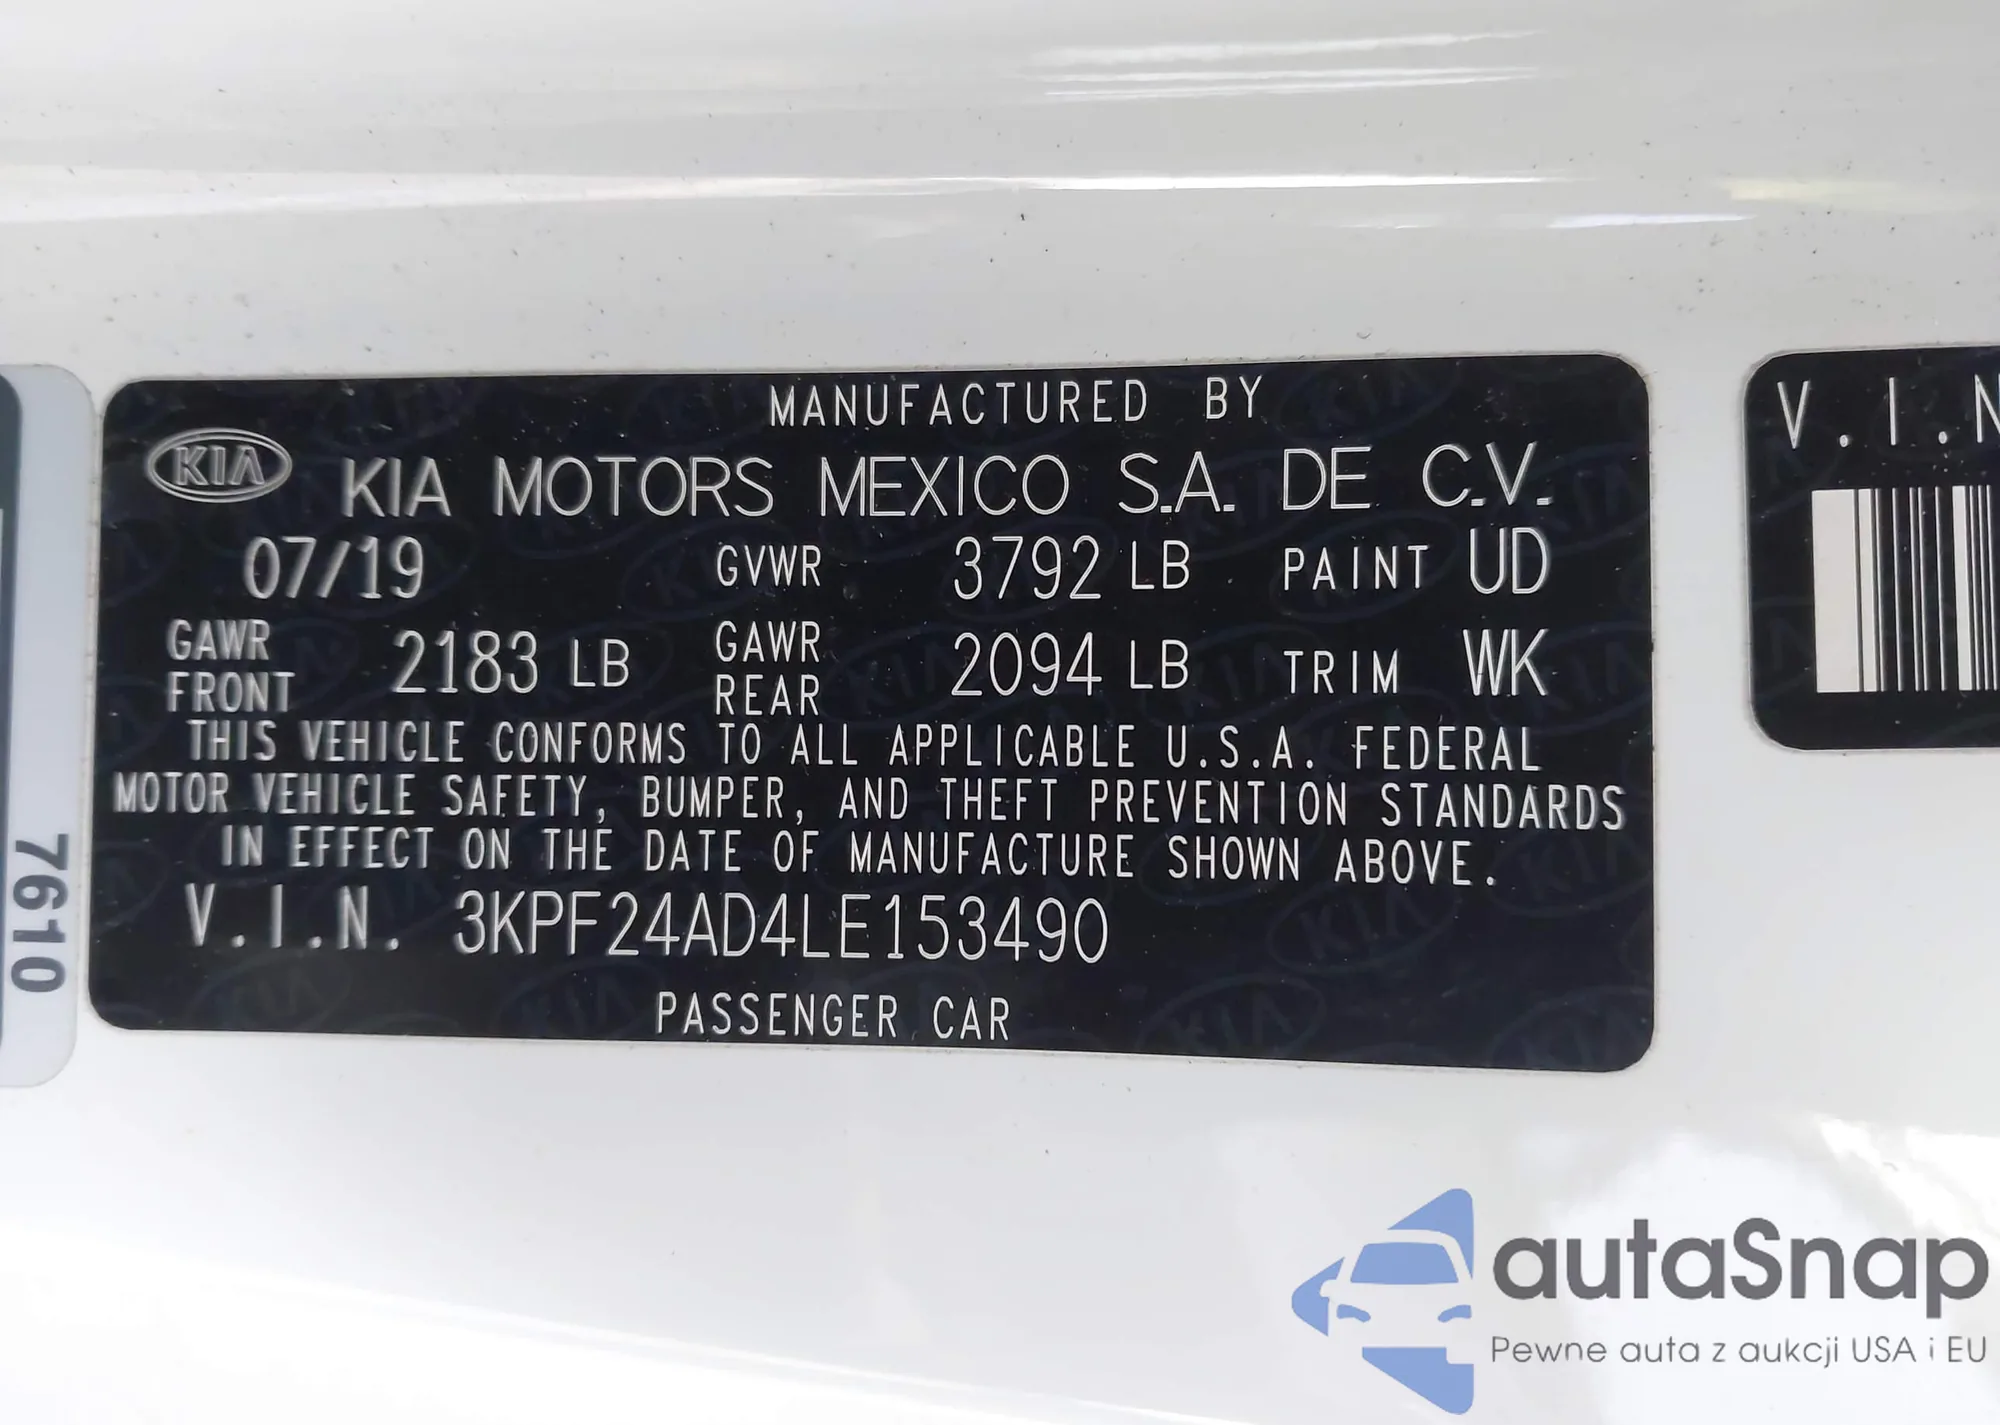 MANUFACTURED BY
KIA KIA MOTORS MEXICO S.A. DE C.V.
07/19 GVWR 3792 LB PAINT UD
GAWR FRONT 2183 LB GAWR REAR 2094 LB TRIM WK
THIS VEHICLE CONFORMS TO ALL APPLICABLE U.S.A. FEDERAL
MOTOR VEHICLE SAFETY, BUMPER, AND THEFT PREVENTION STANDARDS
IN EFFECT ON THE DATE OF MANUFACTURE SHOWN ABOVE.
V.I.N. 3KPF24AD4LE153490
PASSENGER CAR
V.I.N
7610
autaSnap
Pewne auta z aukcji USA i EU